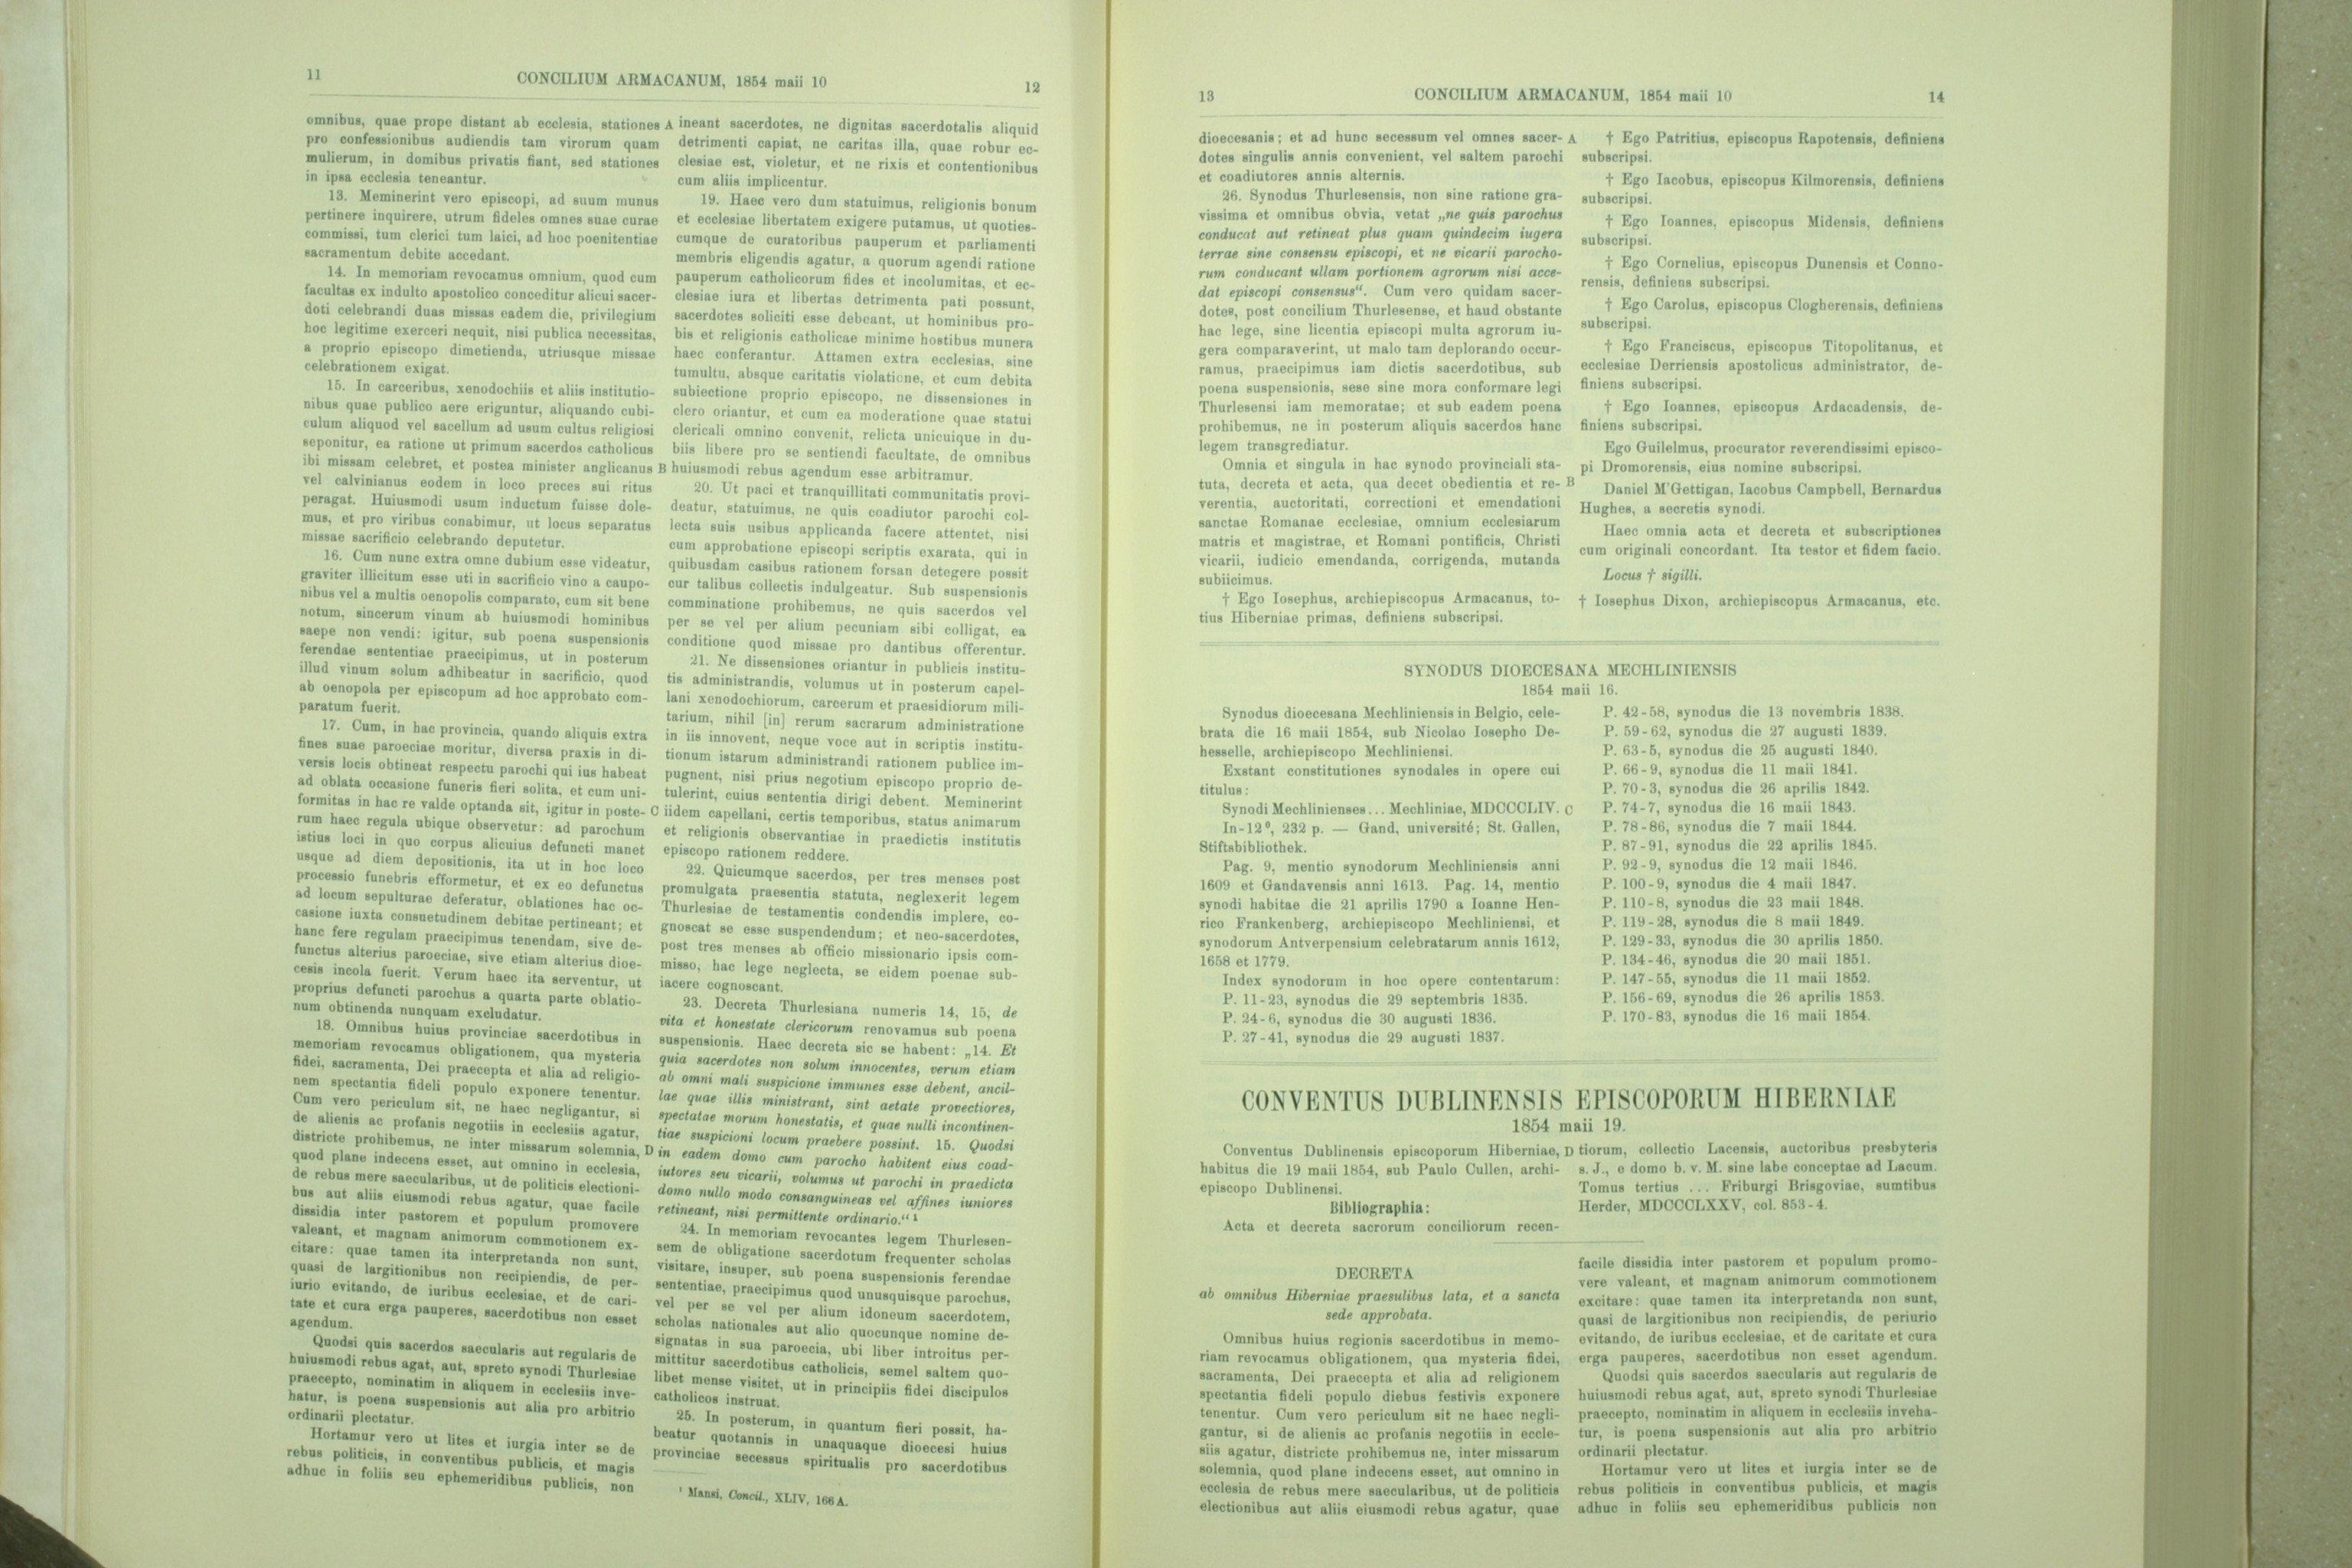 11
CONCILIUM ARMACANUM, 1854 maii 10
12
omnibus, quae prope distant ab ecclesia, stationes A
pro confessionibus audiendis tam virorum quam
mulierum, in domibus privatis fiant, sed stationes
in ipsa ecclesia teneantur.
13. Meminerint vero episcopi, ad suum munus
pertinere inquirere, utrum fideles omnes suae curae
commissi, tum clerici tum laici, ad hoc poenitentiae
sacramentum debite accedant.
14. In memoriam revocamus omnium, quod cum
facultas ex indulto apostolico conceditur alicui sacer-
doti celebrandi duas missas eadem die, privilegium
hoc legitime exerceri nequit, nisi publica necessitas,
a proprio episcopo dimetienda, utriusque missae
celebrationem exigat.
15. In carceribus, xenodochiis et aliis institutio-
nibus quae publico aere eriguntur, aliquando cubi-
culum aliquod vel sacellum ad usum cultus religiosi
seponitur, ea ratione ut primum sacerdos catholicus
ibi missam celebret, et postea minister anglicanus B
vel calvinianus eodem in loco preces sui ritus
peragat. Huiusmodi usum inductum fuisse dole-
mus, et pro viribus conabimur, ut locus separatus
missae sacrificio celebrando deputetur.
16. Cum nunc extra omne dubium esse videatur,
graviter illicitum esse uti in sacrificio vino a caupo-
nibus vel a multis oenopolis comparato, cum sit bene
notum, sincerum vinum ab huiusmodi hominibus
saepe non vendi: igitur, sub poena suspensionis
ferendae sententiae praecipimus, ut in posterum
illud vinum solum adhibeatur in sacrificio, quod
ab oenopola per episcopum ad hoc approbato com-
paratum fuerit.
17. Cum, in hac provincia, quando aliquis extra
fines suae paroeciae moritur, diversa praxis in di-
versis locis obtineat respectu parochi qui ius habeat
ad oblata occasione funeris fieri solita, et cum uni-
formitas in hac re valde optanda sit, igitur in poste- C
rum haec regula ubique observetur: ad parochum
istius loci in quo corpus alicuius defuncti manet
usque ad diem depositionis, ita ut in hoc loco
processio funebris efformetur, et ex eo defunctus
ad locum sepulturae deferatur, oblationes hac oc-
casione iuxta consuetudinem debitae pertineant; et
hanc fere regulam praecipimus tenendam, sive de-
functus alterius paroeciae, sive etiam alterius dioe-
cesis incola fuerit. Verum haec ita serventur, ut
proprius defuncti parochus a quarta parte oblatio-
num obtinenda nunquam excludatur.
18. Omnibus huius provinciae sacerdotibus in
memoriam revocamus obligationem, qua mysteria
fidei, sacramenta, Dei praecepta et alia ad religio-
nem spectantia fideli populo exponere tenentur.
Cum vero periculum sit, ne haec negligantur, si
de alienis ac profanis negotiis in ecclesiis agatur,
districte prohibemus, ne inter missarum solemnia, D
quod plane indecens esset, aut omnino in ecclesia,
de rebus mere saecularibus, ut de politicis electioni-
bus aut aliis eiusmodi rebus agatur, quae facile
dissidia inter pastorem et populum promovere
valeant, et magnam animorum commotionem ex-
citare: quae tamen ita interpretanda non sunt,
quasi de largitionibus non recipiendis, de per-
iurio evitando, de iuribus ecclesiae, et de cari-
tate et cura erga pauperes, sacerdotibus non esset
agendum.
Quodsi quis sacerdos saecularis aut regularis de
huiusmodi rebus agat, aut, spreto synodi Thurlesiae
praecepto, nominatim in aliquem in ecclesiis inve-
hatur, is poena suspensionis aut alia pro arbitrio
ordinarii plectatur.
Hortamur vero ut lites et iurgia inter se de
rebus politicis, in conventibus publicis, et magis
adhuc in foliis seu ephemeridibus publicis, non
ineant sacerdotes, ne dignitas sacerdotalis aliquid
detrimenti capiat, ne caritas illa, quae robur ec-
clesiae est, violetur, et ne rixis et contentionibus
cum aliis implicentur.
19. Haec vero dum statuimus, religionis bonum
et ecclesiae libertatem exigere putamus, ut quoties-
cumque de curatoribus pauperum et parliamenti
membris eligendis agatur, a quorum agendi ratione
pauperum catholicorum fides et incolumitas, et ec-
clesiae iura et libertas detrimenta pati possunt,
sacerdotes soliciti esse debeant, ut hominibus pro-
bis et religionis catholicae minime hostibus munera
haec conferantur. Attamen extra ecclesias, sine
tumultu, absque caritatis violatione, et cum debita
subiectione proprio episcopo, ne dissensiones in
clero oriantur, et cum ea moderatione quae statui
clericali omnino convenit, relicta unicuique in du-
biis libere pro se sentiendi facultate, de omnibus
huiusmodi rebus agendum esse arbitramur.
20. Ut paci et tranquillitati communitatis provi-
deatur, statuimus, ne quis coadiutor parochi col-
lecta suis usibus applicanda facere attentet, nisi
cum approbatione episcopi scriptis exarata, qui in
quibusdam casibus rationem forsan detegere possit
cur talibus collectis indulgeatur. Sub suspensionis
comminatione prohibemus, ne quis sacerdos vel
per se vel per alium pecuniam sibi colligat, ea
conditione quod missae pro dantibus offerentur.
21. Ne dissensiones oriantur in publicis institu-
tis administrandis, volumus ut in posterum capel-
lani xenodochiorum, carcerum et praesidiorum mili-
tarium, nihil [in] rerum sacrarum administratione
in iis innovent, neque voce aut in scriptis institu-
tionum istarum administrandi rationem publice im-
pugnent, nisi prius negotium episcopo proprio de-
tulerint, cuius sententia dirigi debent. Meminerint
iidem capellani, certis temporibus, status animarum
et religionis observantiae in praedictis institutis
episcopo rationem reddere.
22. Quicumque sacerdos, per tres menses post
promulgata praesentia statuta, neglexerit legem
Thurlesiae de testamentis condendis implere, co-
gnoscat se esse suspendendum; et neo-sacerdotes,
post tres menses ab officio missionario ipsis com-
misso, hac lege neglecta, se eidem poenae sub-
iacere cognoscant.
23. Decreta Thurlesiana numeris 14, 15, de
vita et honestate clericorum renovamus sub poena
suspensionis. Haec decreta sic se habent: „14. Et
quia sacerdotes non solum innocentes, verum etiam
ab omni mali suspicione immunes esse debent, ancil-
lae quae illis ministrant, sint aetate provectiores,
spectatae morum honestatis, et quae nulli incontinen-
tiae suspicioni locum praebere possint. 15. Quodsi
in eadem domo cum parocho habitent eius coad-
iutores seu vicarii, volumus ut parochi in praedicta
domo nullo modo consanguineas vel affines iuniores
retineant, nisi permittente ordinario.“ ¹
24. In memoriam revocantes legem Thurlesen-
sem de obligatione sacerdotum frequenter scholas
visitare, insuper, sub poena suspensionis ferendae
sententiae, praecipimus quod unusquisque parochus,
vel per se vel per alium idoneum sacerdotem,
scholas nationales aut alio quocunque nomine de-
signatas in sua paroecia, ubi liber introitus per-
mittitur sacerdotibus catholicis, semel saltem quo-
libet mense visitet, ut in principiis fidei discipulos
catholicos instruat.
25. In posterum, in quantum fieri possit, ha-
beatur quotannis in unaquaque dioecesi huius
provinciae secessus spiritualis pro sacerdotibus
¹ Mansi, Concil., XLIV, 166 A.
13
CONCILIUM ARMACANUM, 1854 maii 10
14
dioecesanis; et ad hunc secessum vel omnes sacer- A
dotes singulis annis convenient, vel saltem parochi
et coadiutores annis alternis.
26. Synodus Thurlesensis, non sine ratione gra-
vissima et omnibus obvia, vetat „ne quis parochus
conducat aut retineat plus quam quindecim iugera
terrae sine consensu episcopi, et ne vicarii parocho-
rum conducant ullam portionem agrorum nisi acce-
dat episcopi consensus“. Cum vero quidam sacer-
dotes, post concilium Thurlesense, et haud obstante
hac lege, sine licentia episcopi multa agrorum iu-
gera comparaverint, ut malo tam deplorando occur-
ramus, praecipimus iam dictis sacerdotibus, sub
poena suspensionis, sese sine mora conformare legi
Thurlesensi iam memoratae; et sub eadem poena
prohibemus, ne in posterum aliquis sacerdos hanc
legem transgrediatur.
Omnia et singula in hac synodo provinciali sta-
tuta, decreta et acta, qua decet obedientia et re- B
verentia, auctoritati, correctioni et emendationi
sanctae Romanae ecclesiae, omnium ecclesiarum
matris et magistrae, et Romani pontificis, Christi
vicarii, iudicio emendanda, corrigenda, mutanda
subiicimus.
† Ego Iosephus, archiepiscopus Armacanus, to-
tius Hiberniae primas, definiens subscripsi.
† Ego Patritius, episcopus Rapotensis, definiens
subscripsi.
† Ego Iacobus, episcopus Kilmorensis, definiens
subscripsi.
† Ego Ioannes, episcopus Midensis, definiens
subscripsi.
† Ego Cornelius, episcopus Dunensis et Conno-
rensis, definiens subscripsi.
† Ego Carolus, episcopus Clogherensis, definiens
subscripsi.
† Ego Franciscus, episcopus Titopolitanus, et
ecclesiae Derriensis apostolicus administrator, de-
finiens subscripsi.
† Ego Ioannes, episcopus Ardacadensis, de-
finiens subscripsi.
Ego Guilelmus, procurator reverendissimi episco-
pi Dromorensis, eius nomine subscripsi.
Daniel M'Gettigan, Iacobus Campbell, Bernardus
Hughes, a secretis synodi.
Haec omnia acta et decreta et subscriptiones
cum originali concordant. Ita testor et fidem facio.
Locus † sigilli.
† Iosephus Dixon, archiepiscopus Armacanus, etc.
SYNODUS DIOECESANA MECHLINIENSIS
1854 maii 16.
Synodus dioecesana Mechliniensis in Belgio, cele-
brata die 16 maii 1854, sub Nicolao Iosepho De-
hesselle, archiepiscopo Mechliniensi.
Exstant constitutiones synodales in opere cui
titulus:
Synodi Mechlinienses... Mechliniae, MDCCCLIV. C
In-12º, 232 p. — Gand, université; St. Gallen,
Stiftsbibliothek.
Pag. 9, mentio synodorum Mechliniensis anni
1609 et Gandavensis anni 1613. Pag. 14, mentio
synodi habitae die 21 aprilis 1790 a Ioanne Hen-
rico Frankenberg, archiepiscopo Mechliniensi, et
synodorum Antverpensium celebratarum annis 1612,
1658 et 1779.
Index synodorum in hoc opere contentarum:
P. 11-23, synodus die 29 septembris 1835.
P. 24-6, synodus die 30 augusti 1836.
P. 27-41, synodus die 29 augusti 1837.
P. 42-58, synodus die 13 novembris 1838.
P. 59-62, synodus die 27 augusti 1839.
P. 63-5, synodus die 25 augusti 1840.
P. 66-9, synodus die 11 maii 1841.
P. 70-3, synodus die 26 aprilis 1842.
P. 74-7, synodus die 16 maii 1843.
P. 78-86, synodus die 7 maii 1844.
P. 87-91, synodus die 22 aprilis 1845.
P. 92-9, synodus die 12 maii 1846.
P. 100-9, synodus die 4 maii 1847.
P. 110-8, synodus die 23 maii 1848.
P. 119-28, synodus die 8 maii 1849.
P. 129-33, synodus die 30 aprilis 1850.
P. 134-46, synodus die 20 maii 1851.
P. 147-55, synodus die 11 maii 1852.
P. 156-69, synodus die 26 aprilis 1853.
P. 170-83, synodus die 16 maii 1854.
CONVENTUS DUBLINENSIS EPISCOPORUM HIBERNIAE
1854 maii 19.
Conventus Dublinensis episcoporum Hiberniae, D
habitus die 19 maii 1854, sub Paulo Cullen, archi-
episcopo Dublinensi.
Bibliographia:
Acta et decreta sacrorum conciliorum recen-
tiorum, collectio Lacensis, auctoribus presbyteris
s. J., e domo b. v. M. sine labe conceptae ad Lacum.
Tomus tertius ... Friburgi Brisgoviae, sumtibus
Herder, MDCCCLXXV, col. 853-4.
DECRETA
ab omnibus Hiberniae praesulibus lata, et a sancta
sede approbata.
Omnibus huius regionis sacerdotibus in memo-
riam revocamus obligationem, qua mysteria fidei,
sacramenta, Dei praecepta et alia ad religionem
spectantia fideli populo diebus festivis exponere
tenentur. Cum vero periculum sit ne haec negli-
gantur, si de alienis ac profanis negotiis in eccle-
siis agatur, districte prohibemus ne, inter missarum
solemnia, quod plane indecens esset, aut omnino in
ecclesia de rebus mere saecularibus, ut de politicis
electionibus aut aliis eiusmodi rebus agatur, quae
facile dissidia inter pastorem et populum promo-
vere valeant, et magnam animorum commotionem
excitare: quae tamen ita interpretanda non sunt,
quasi de largitionibus non recipiendis, de periurio
evitando, de iuribus ecclesiae, et de caritate et cura
erga pauperes, sacerdotibus non esset agendum.
Quodsi quis sacerdos saecularis aut regularis de
huiusmodi rebus agat, aut, spreto synodi Thurlesiae
praecepto, nominatim in aliquem in ecclesiis inveha-
tur, is poena suspensionis aut alia pro arbitrio
ordinarii plectatur.
Hortamur vero ut lites et iurgia inter se de
rebus politicis in conventibus publicis, et magis
adhuc in foliis seu ephemeridibus publicis non